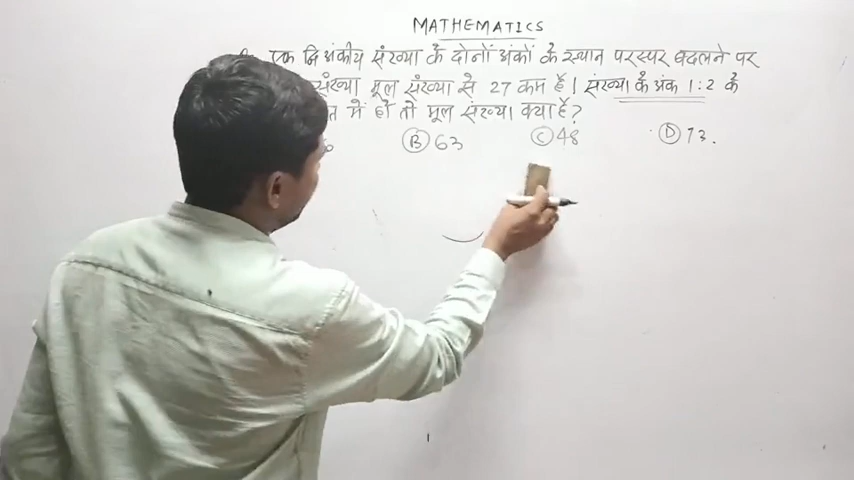 MATHEMATICS
एक द्विअंकीय संख्या के दोनों अंकों के स्थान परस्पर बदलने पर
संख्या मूल संख्या से 27 कम है। संख्या के अंक 1:2 के
में हो तो मूल संख्या क्या है?
(B) 63 (C) 48 (D) 73.